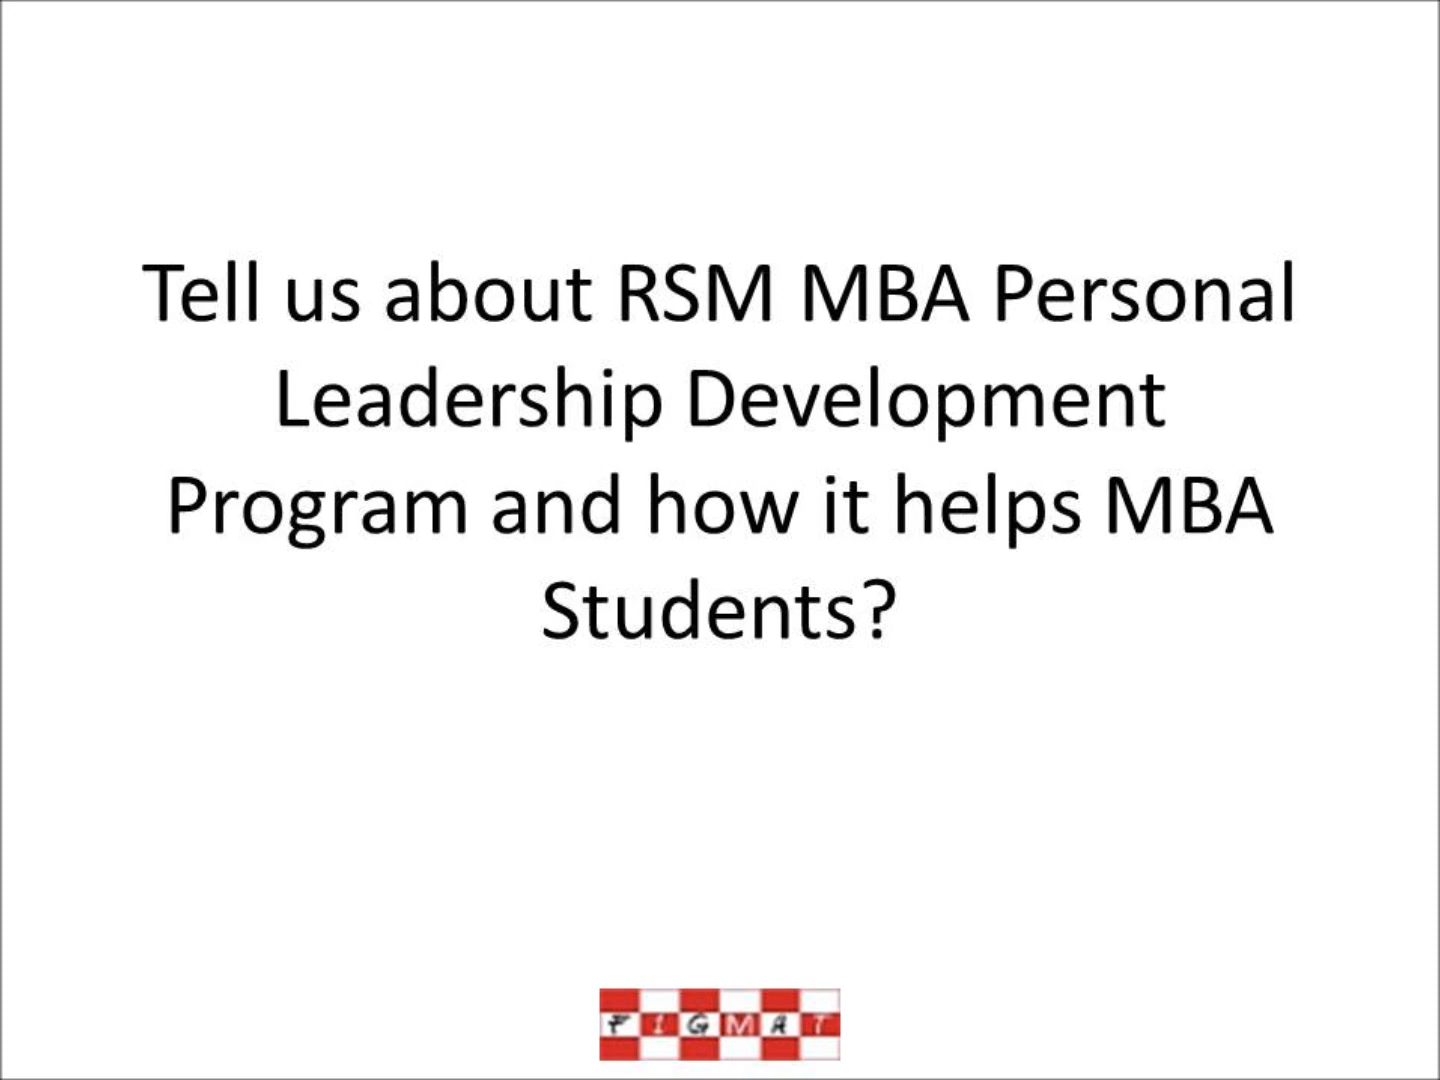 Tell us about RSM MBA Personal
Leadership Development
Program and how it helps MBA
Students?
FIGMAT